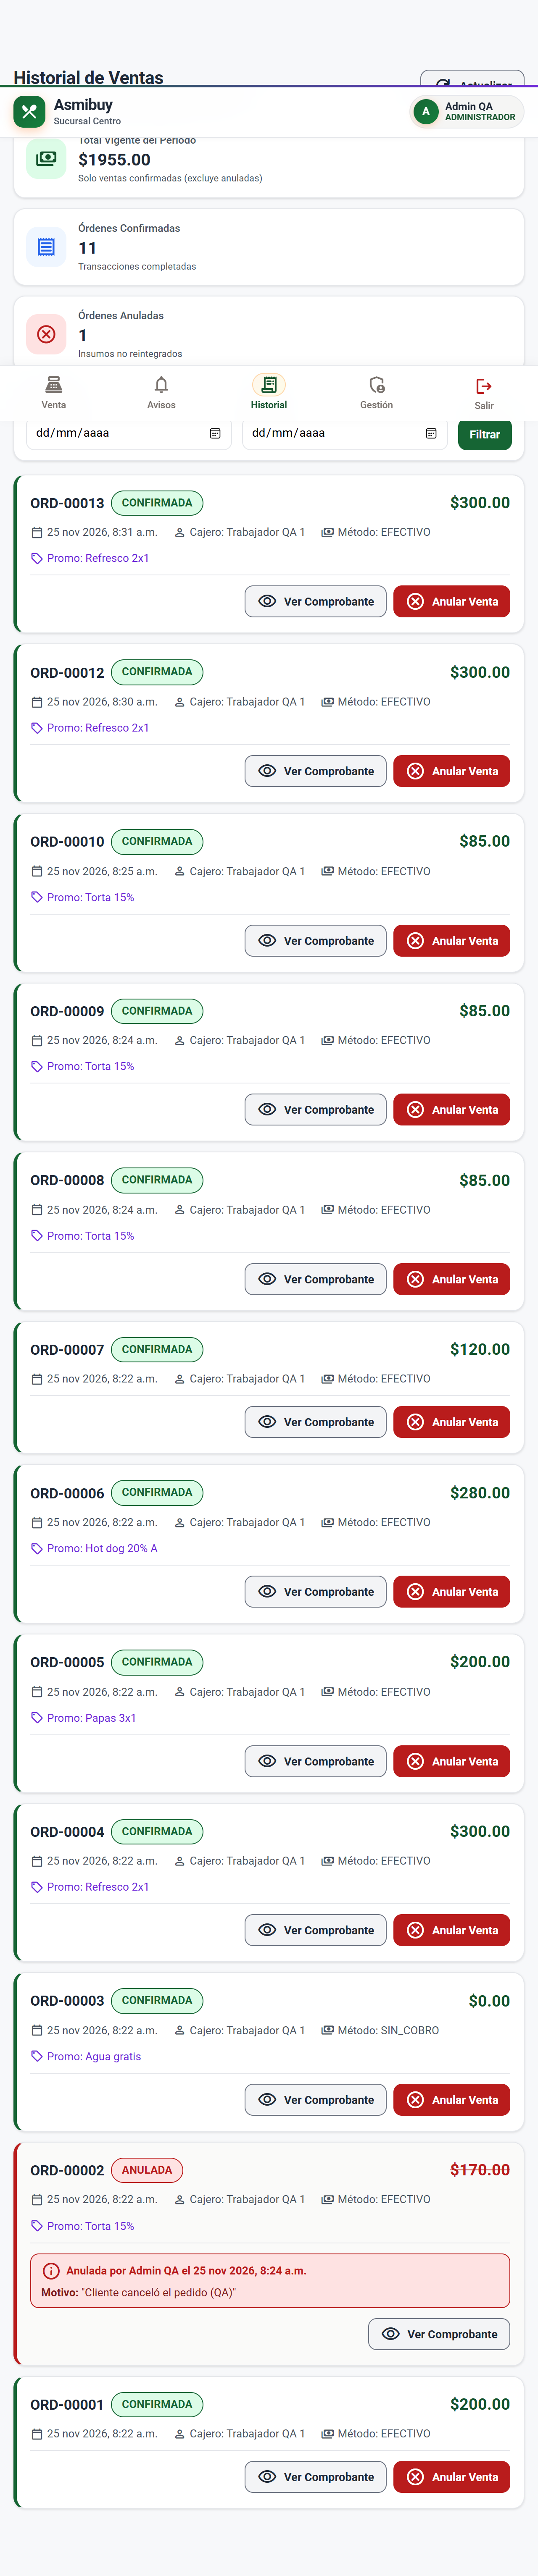 Historial de Ventas
Actualizar
Asmibuy
Sucursal Centro
A
Admin QA
ADMINISTRADOR
Total Vigente del Periodo
$1955.00
Solo ventas confirmadas (excluye anuladas)
Órdenes Confirmadas
11
Transacciones completadas
Órdenes Anuladas
1
Insumos no reintegrados
Venta
Avisos
Historial
Gestión
Salir
dd/mm/aaaa
dd/mm/aaaa
Filtrar
ORD-00013 CONFIRMADA $300.00
25 nov 2026, 8:31 a.m. Cajero: Trabajador QA 1 Método: EFECTIVO
Promo: Refresco 2x1
Ver Comprobante Anular Venta
ORD-00012 CONFIRMADA $300.00
25 nov 2026, 8:30 a.m. Cajero: Trabajador QA 1 Método: EFECTIVO
Promo: Refresco 2x1
Ver Comprobante Anular Venta
ORD-00010 CONFIRMADA $85.00
25 nov 2026, 8:25 a.m. Cajero: Trabajador QA 1 Método: EFECTIVO
Promo: Torta 15%
Ver Comprobante Anular Venta
ORD-00009 CONFIRMADA $85.00
25 nov 2026, 8:24 a.m. Cajero: Trabajador QA 1 Método: EFECTIVO
Promo: Torta 15%
Ver Comprobante Anular Venta
ORD-00008 CONFIRMADA $85.00
25 nov 2026, 8:24 a.m. Cajero: Trabajador QA 1 Método: EFECTIVO
Promo: Torta 15%
Ver Comprobante Anular Venta
ORD-00007 CONFIRMADA $120.00
25 nov 2026, 8:22 a.m. Cajero: Trabajador QA 1 Método: EFECTIVO
Ver Comprobante Anular Venta
ORD-00006 CONFIRMADA $280.00
25 nov 2026, 8:22 a.m. Cajero: Trabajador QA 1 Método: EFECTIVO
Promo: Hot dog 20% A
Ver Comprobante Anular Venta
ORD-00005 CONFIRMADA $200.00
25 nov 2026, 8:22 a.m. Cajero: Trabajador QA 1 Método: EFECTIVO
Promo: Papas 3x1
Ver Comprobante Anular Venta
ORD-00004 CONFIRMADA $300.00
25 nov 2026, 8:22 a.m. Cajero: Trabajador QA 1 Método: EFECTIVO
Promo: Refresco 2x1
Ver Comprobante Anular Venta
ORD-00003 CONFIRMADA $0.00
25 nov 2026, 8:22 a.m. Cajero: Trabajador QA 1 Método: SIN_COBRO
Promo: Agua gratis
Ver Comprobante Anular Venta
ORD-00002 ANULADA $170.00
25 nov 2026, 8:22 a.m. Cajero: Trabajador QA 1 Método: EFECTIVO
Promo: Torta 15%
Anulada por Admin QA el 25 nov 2026, 8:24 a.m.
Motivo: "Cliente canceló el pedido (QA)"
Ver Comprobante
ORD-00001 CONFIRMADA $200.00
25 nov 2026, 8:22 a.m. Cajero: Trabajador QA 1 Método: EFECTIVO
Ver Comprobante Anular Venta